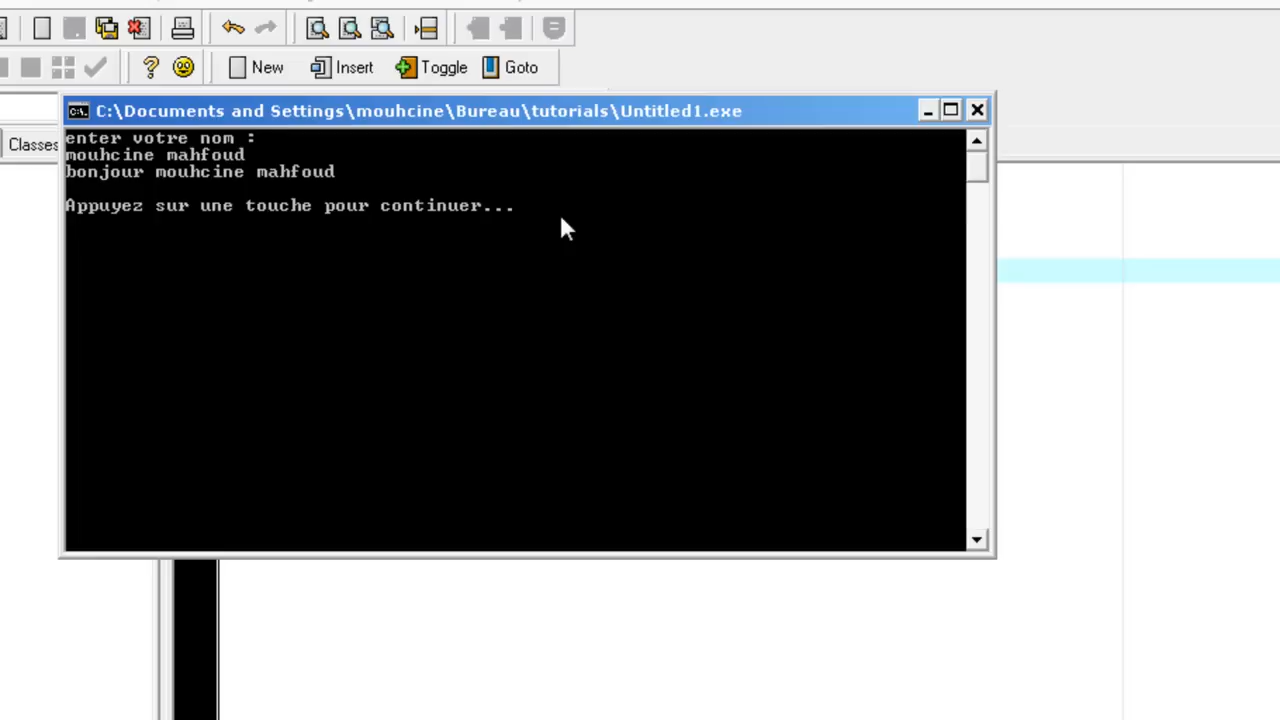 New Insert Toggle Goto
C:\Documents and Settings\mouhcine\Bureau\tutorials\Untitled1.exe
Classes
enter votre nom :
mouhcine mahfoud
bonjour mouhcine mahfoud
Appuyez sur une touche pour continuer...